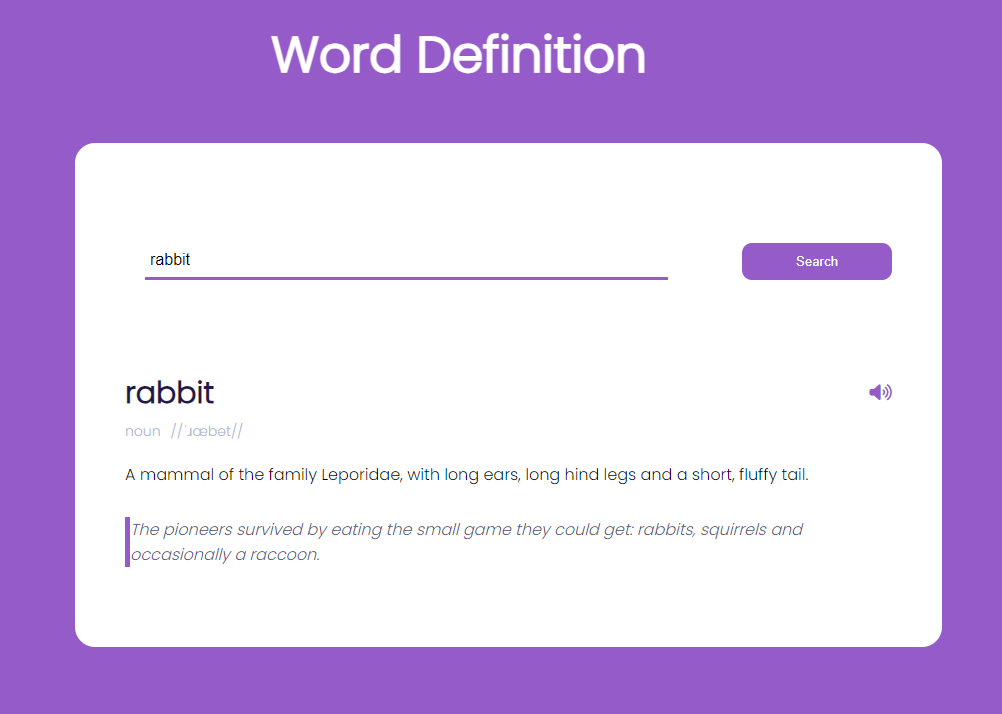 Word Definition
rabbit
Search
rabbit
noun //ˈɹæbət//
A mammal of the family Leporidae, with long ears, long hind legs and a short, fluffy tail.
The pioneers survived by eating the small game they could get: rabbits, squirrels and
occasionally a raccoon.